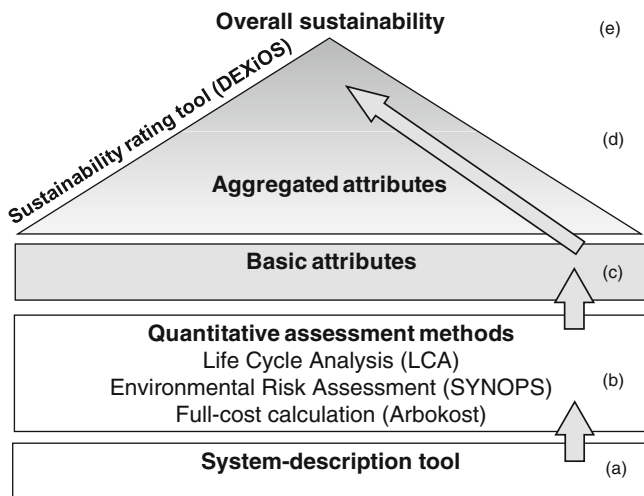 Overall sustainability
(e)
Sustainability rating tool (DEXiOS)
(d)
Aggregated attributes
Basic attributes
(c)
Quantitative assessment methods
Life Cycle Analysis (LCA)
Environmental Risk Assessment (SYNOPS)
(b)
Full-cost calculation (Arbokost)
System-description tool
(a)